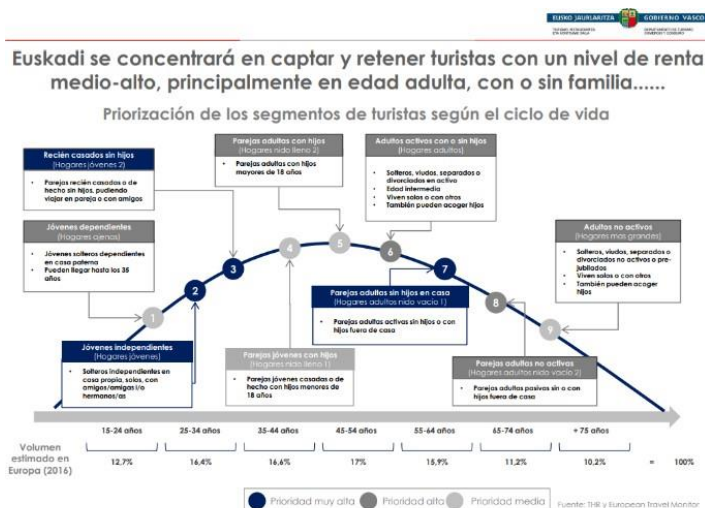 EUSKO JAURLARITZA
GOBIERNO VASCO
Euskadi se concentrará en captar y retener turistas con un nivel de renta
medio-alto, principalmente en edad adulta, con o sin familia......
Priorización de los segmentos de turistas según el ciclo de vida
Recién casados sin hijos
(Hogares jóvenes 2)
• Parejas recién casadas o de
hecho sin hijos, pudiendo
viajar en pareja o con amigos
Parejas adultas con hijos
(Hogares nido lleno 2)
• Parejas adultas con hijos
mayores de 18 años
Adultos activos con o sin hijos
(Hogares adultos)
• Solteros, viudos, separados o
divorciados en activo
• Edad intermedia
• Viven solos o con otros
• También pueden acoger hijos
Jóvenes dependientes
(Hogares ajenos)
• Jóvenes solteros dependientes
en casa paterna
• Pueden llegar hasta los 35
años
Adultos no activos
(Hogares mas grandes)
• Solteros, viudos, separados o
divorciados no activos o pre-
jubilados
• Viven solos o con otros
• También pueden acoger
hijos
1
2
3
4
5
6
7
8
9
Jóvenes independientes
(Hogares jóvenes)
• Solteros independientes en
casa propia, solos, con
amigos/amigas i/o
hermanas/as
Parejas jóvenes con hijos
(Hogares nido lleno 1)
• Parejas jóvenes casadas o de
hecho con hijos menores de
18 años
Parejas adultas sin hijos en casa
(Hogares adultos nido vacío 1)
• Parejas adultas activas sin hijos o con
hijos fuera de casa
Parejas adultas no activas
(Hogares adultos nido vacío 2)
• Parejas adultas pasivas sin o con
hijos fuera de casa
15-24 años 25-34 años 35-44 años 45-54 años 55-64 años 65-74 años + 75 años
Volumen
estimado en
Europa (2016)
12,7% 16,4% 16,6% 17% 15,9% 11,2% 10,2% = 100%
Prioridad muy alta Prioridad alta Prioridad media
Fuente: THR y European Travel Monitor